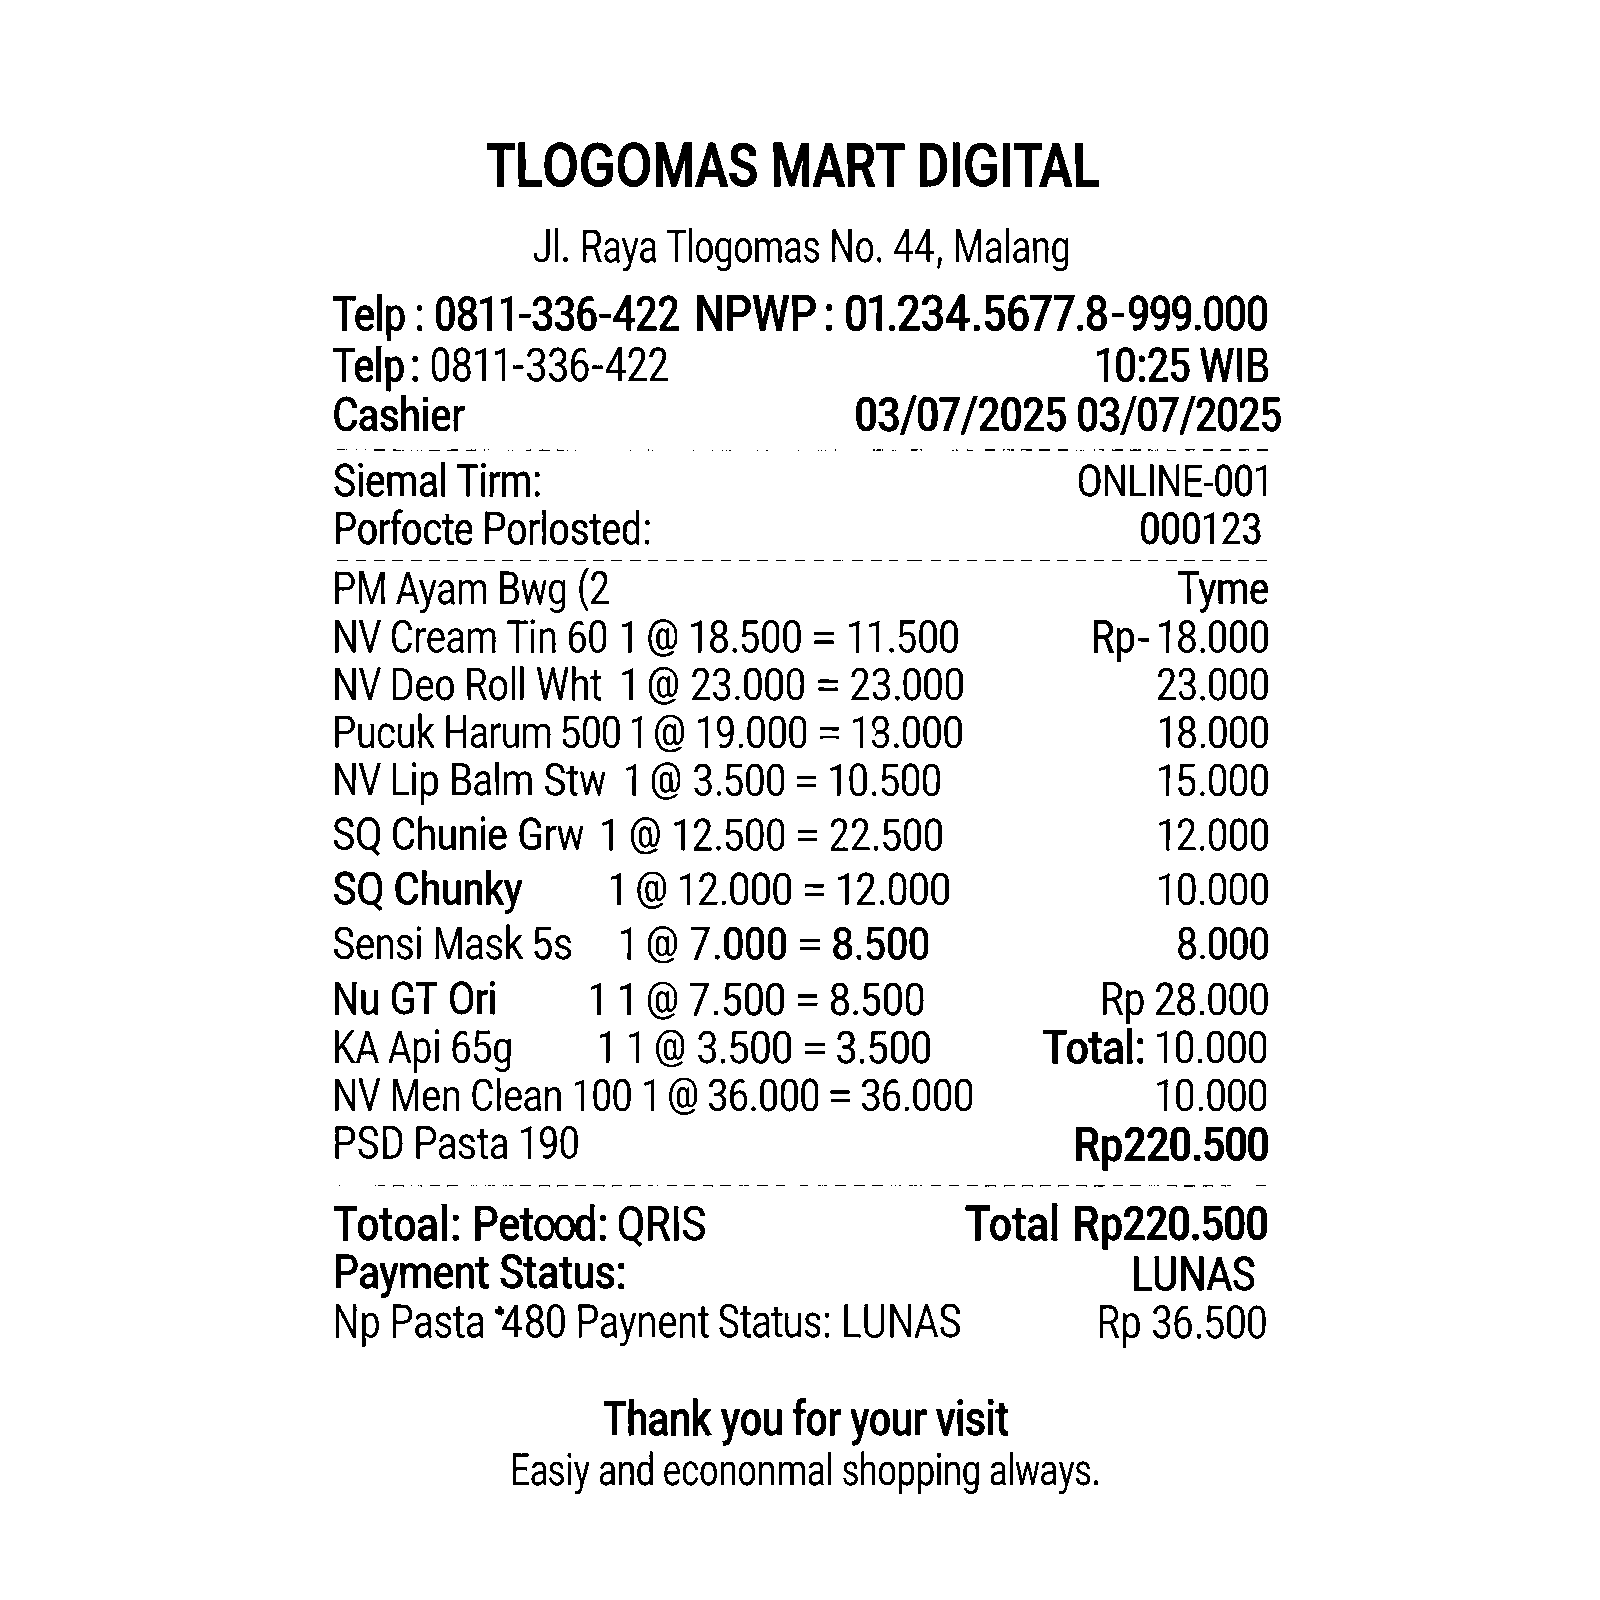 TLOGOMAS MART DIGITAL
Jl. Raya Tlogomas No. 44, Malang
Telp : 0811-336-422 NPWP : 01.234.5677.8-999.000
Telp : 0811-336-422 10:25 WIB
Cashier 03/07/2025 03/07/2025
Siemal Tirm: ONLINE-001
Porfocte Porlosted: 000123
PM Ayam Bwg (2 Tyme
NV Cream Tin 60 1 @ 18.500 = 11.500 Rp- 18.000
NV Deo Roll Wht 1 @ 23.000 = 23.000 23.000
Pucuk Harum 500 1 @ 19.000 = 13.000 18.000
NV Lip Balm Stw 1 @ 3.500 = 10.500 15.000
SQ Chunie Grw 1 @ 12.500 = 22.500 12.000
SQ Chunky 1 @ 12.000 = 12.000 10.000
Sensi Mask 5s 1 @ 7.000 = 8.500 8.000
Nu GT Ori 1 1 @ 7.500 = 8.500 Rp 28.000
KA Api 65g 1 1 @ 3.500 = 3.500 Total: 10.000
NV Men Clean 100 1 @ 36.000 = 36.000 10.000
PSD Pasta 190 Rp220.500
Totoal: Petood: QRIS Total Rp220.500
Payment Status: LUNAS
Np Pasta *480 Paynent Status: LUNAS Rp 36.500
Thank you for your visit
Easiy and econonmal shopping always.